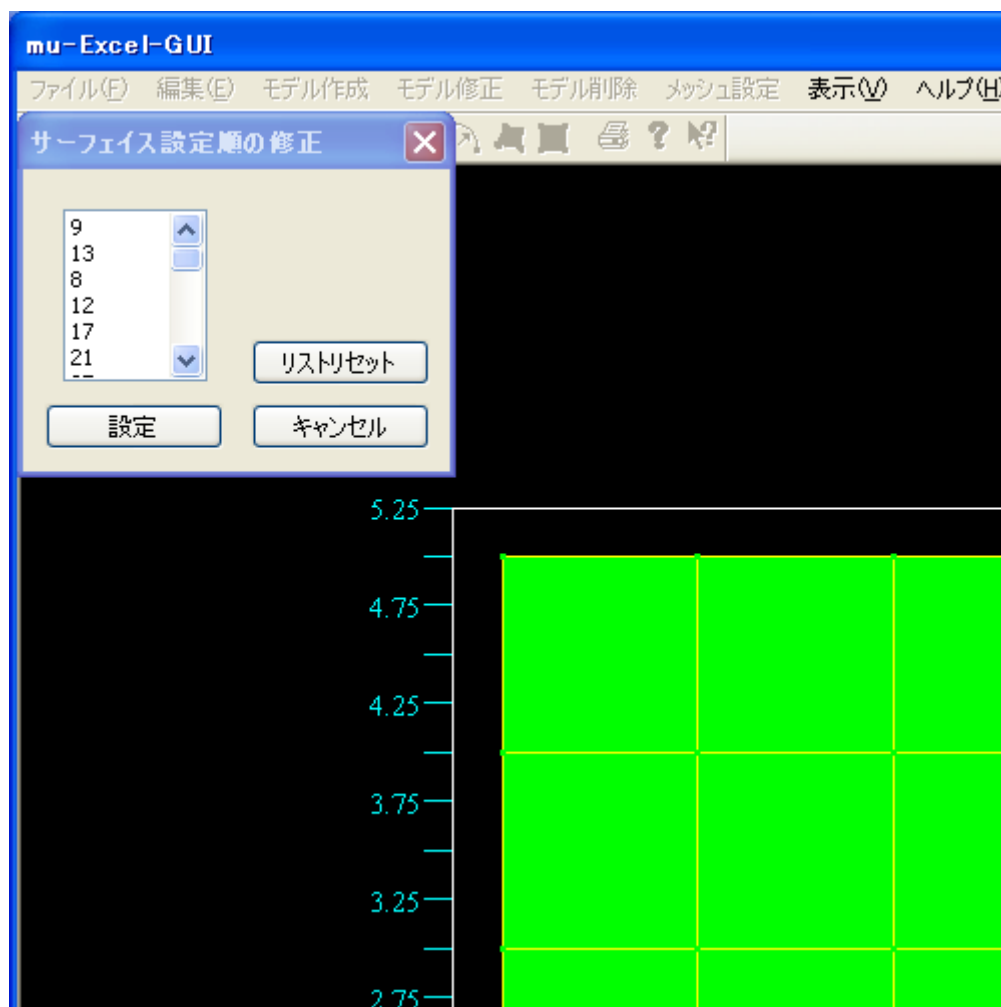 mu-Excel-GUI
ファイル(F) 編集(E) モデル作成 モデル修正 モデル削除 メッシュ設定 表示(V) ヘルプ(H)
サーフェイス設定順の修正
9
13
8
12
17
21
リストリセット
設定 キャンセル
5.25
4.75
4.25
3.75
3.25
2.75